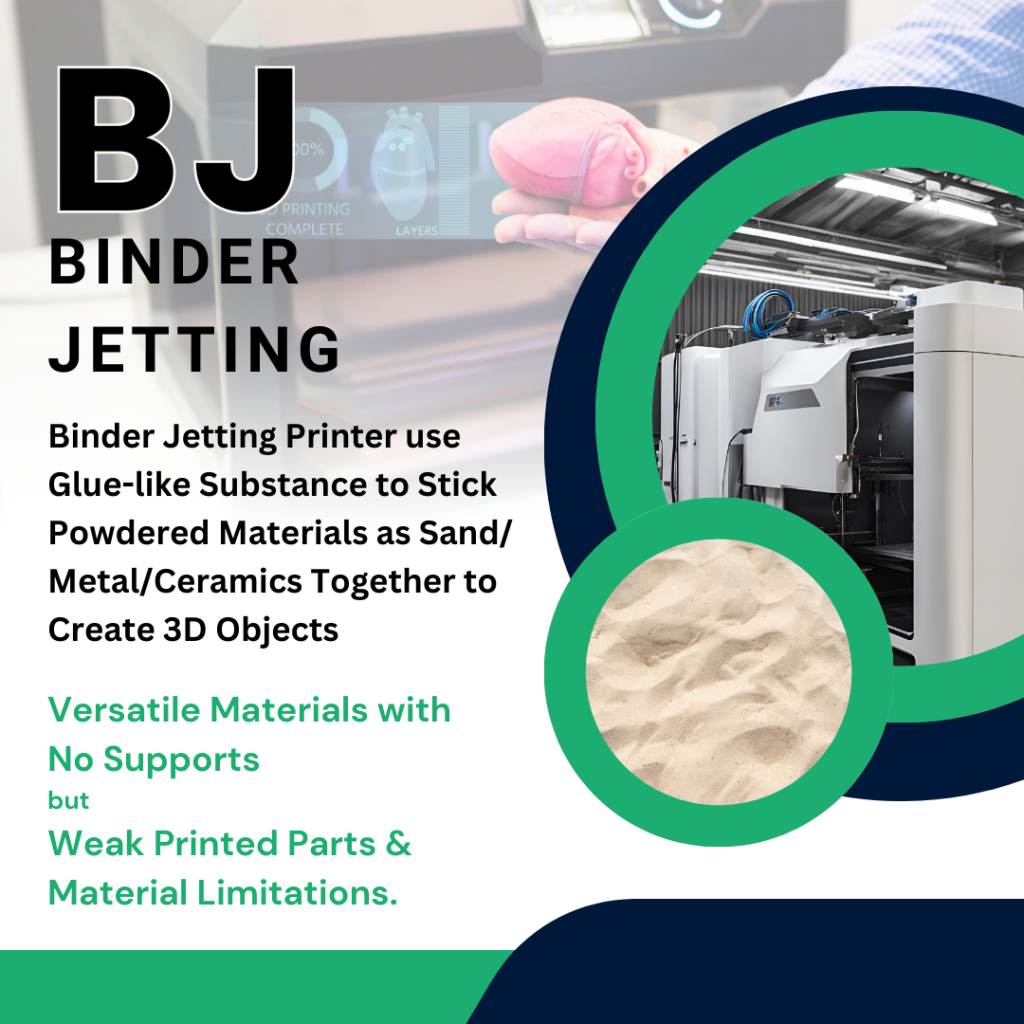 BJ
00%
D PRINTING
COMPLETE
LAYERS
BINDER
JETTING
Binder Jetting Printer use
Glue-like Substance to Stick
Powdered Materials as Sand/
Metal/Ceramics Together to
Create 3D Objects
Versatile Materials with
No Supports
but
Weak Printed Parts &
Material Limitations.